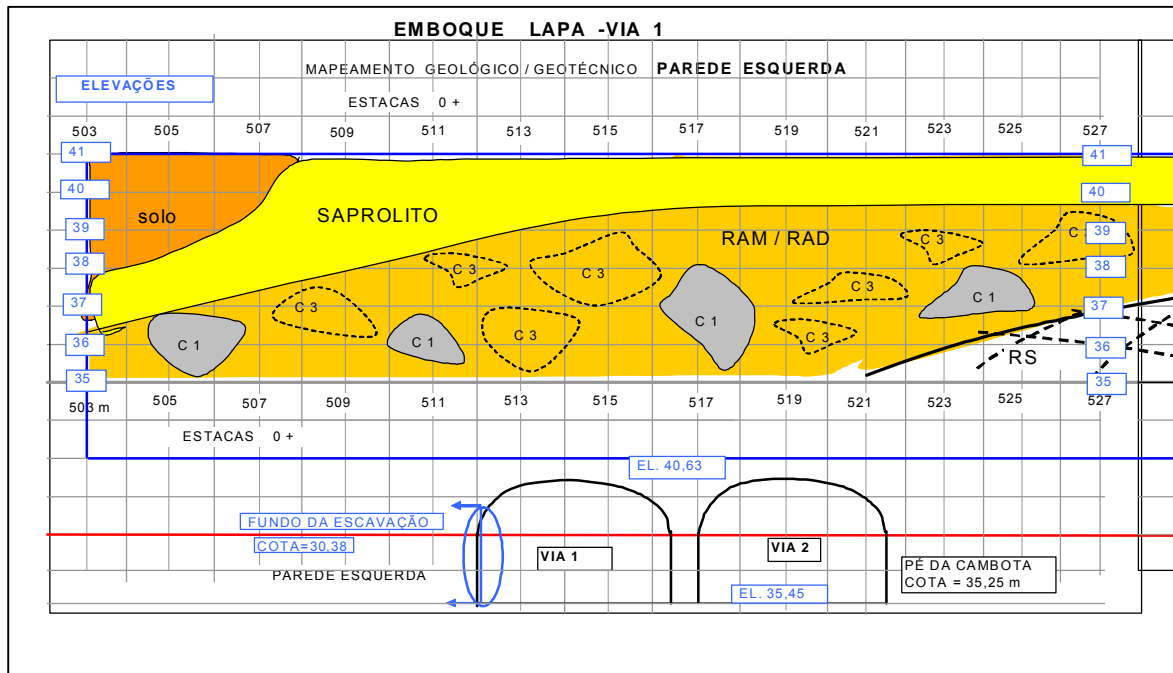 EMBOQUE LAPA -VIA 1
MAPEAMENTO GEOLÓGICO / GEOTÉCNICO PAREDE ESQUERDA
ELEVAÇÕES
ESTACAS 0 +
503 505 507 509 511 513 515 517 519 521 523 525 527
41 41
40 40
solo
SAPROLITO
39 39
RAM / RAD
C 3
C 3
38 38
C 3
C 3
C 3
C 1
37 37
C 3
C 3
C 1
C 3
36 36
C 1
C 1
RS
35 35
503 m 505 507 509 511 513 515 517 519 521 523 525 527
ESTACAS 0 +
EL. 40,63
FUNDO DA ESCAVAÇÃO
COTA=30,38
VIA 1
VIA 2
PAREDE ESQUERDA
PÉ DA CAMBOTA
COTA = 35,25 m
EL. 35,45